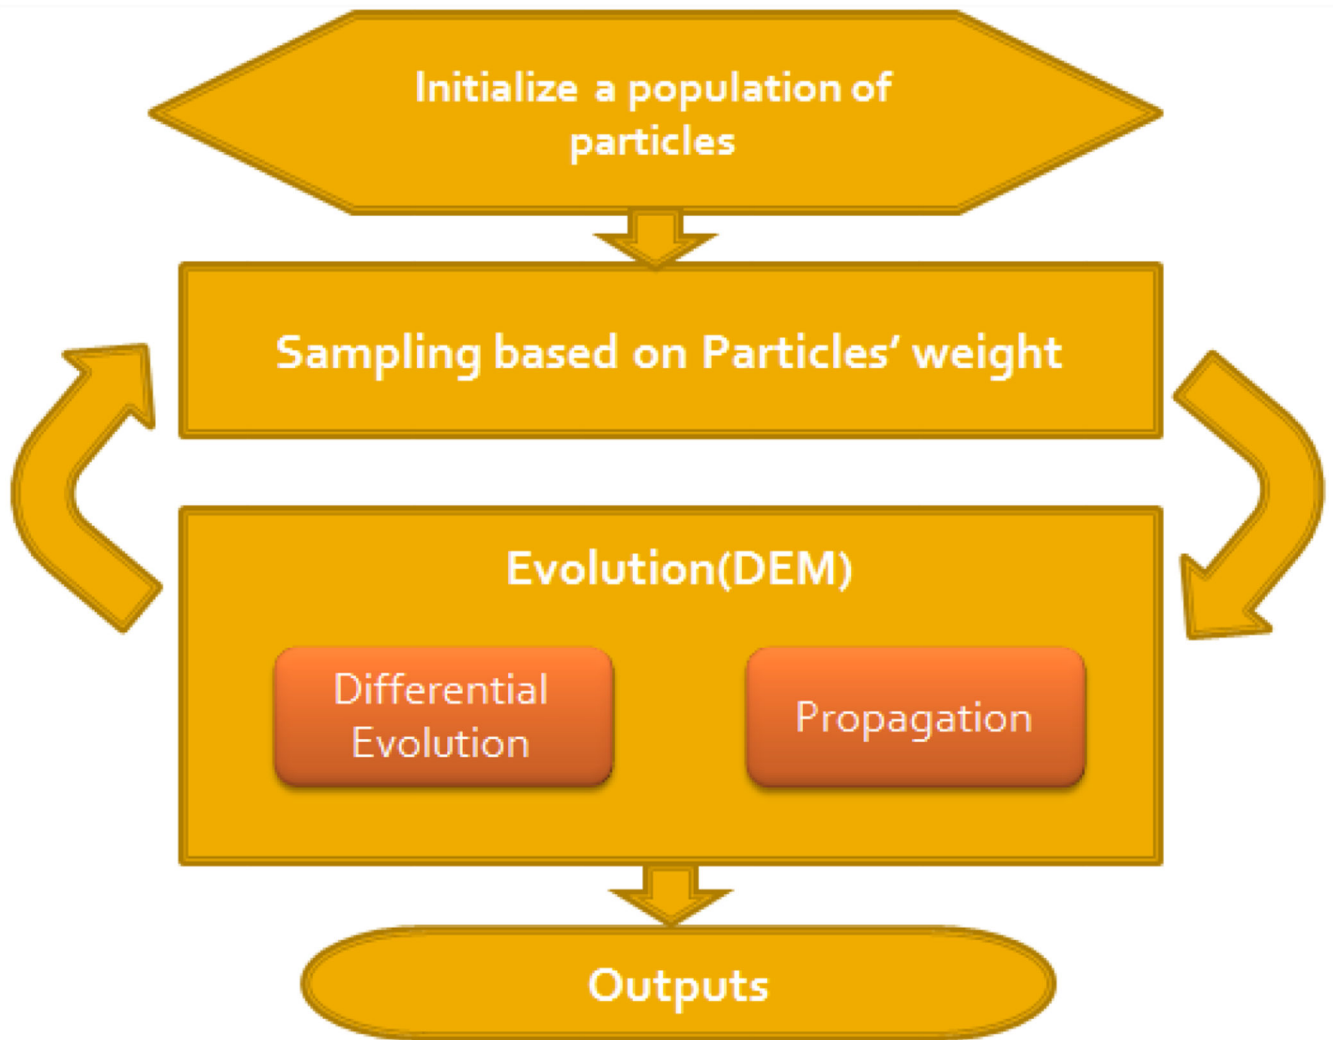 Initialize a population of
particles
Sampling based on Particles‘ weight
Evolution(DEM)
Differential
Evolution
Propagation
Outputs